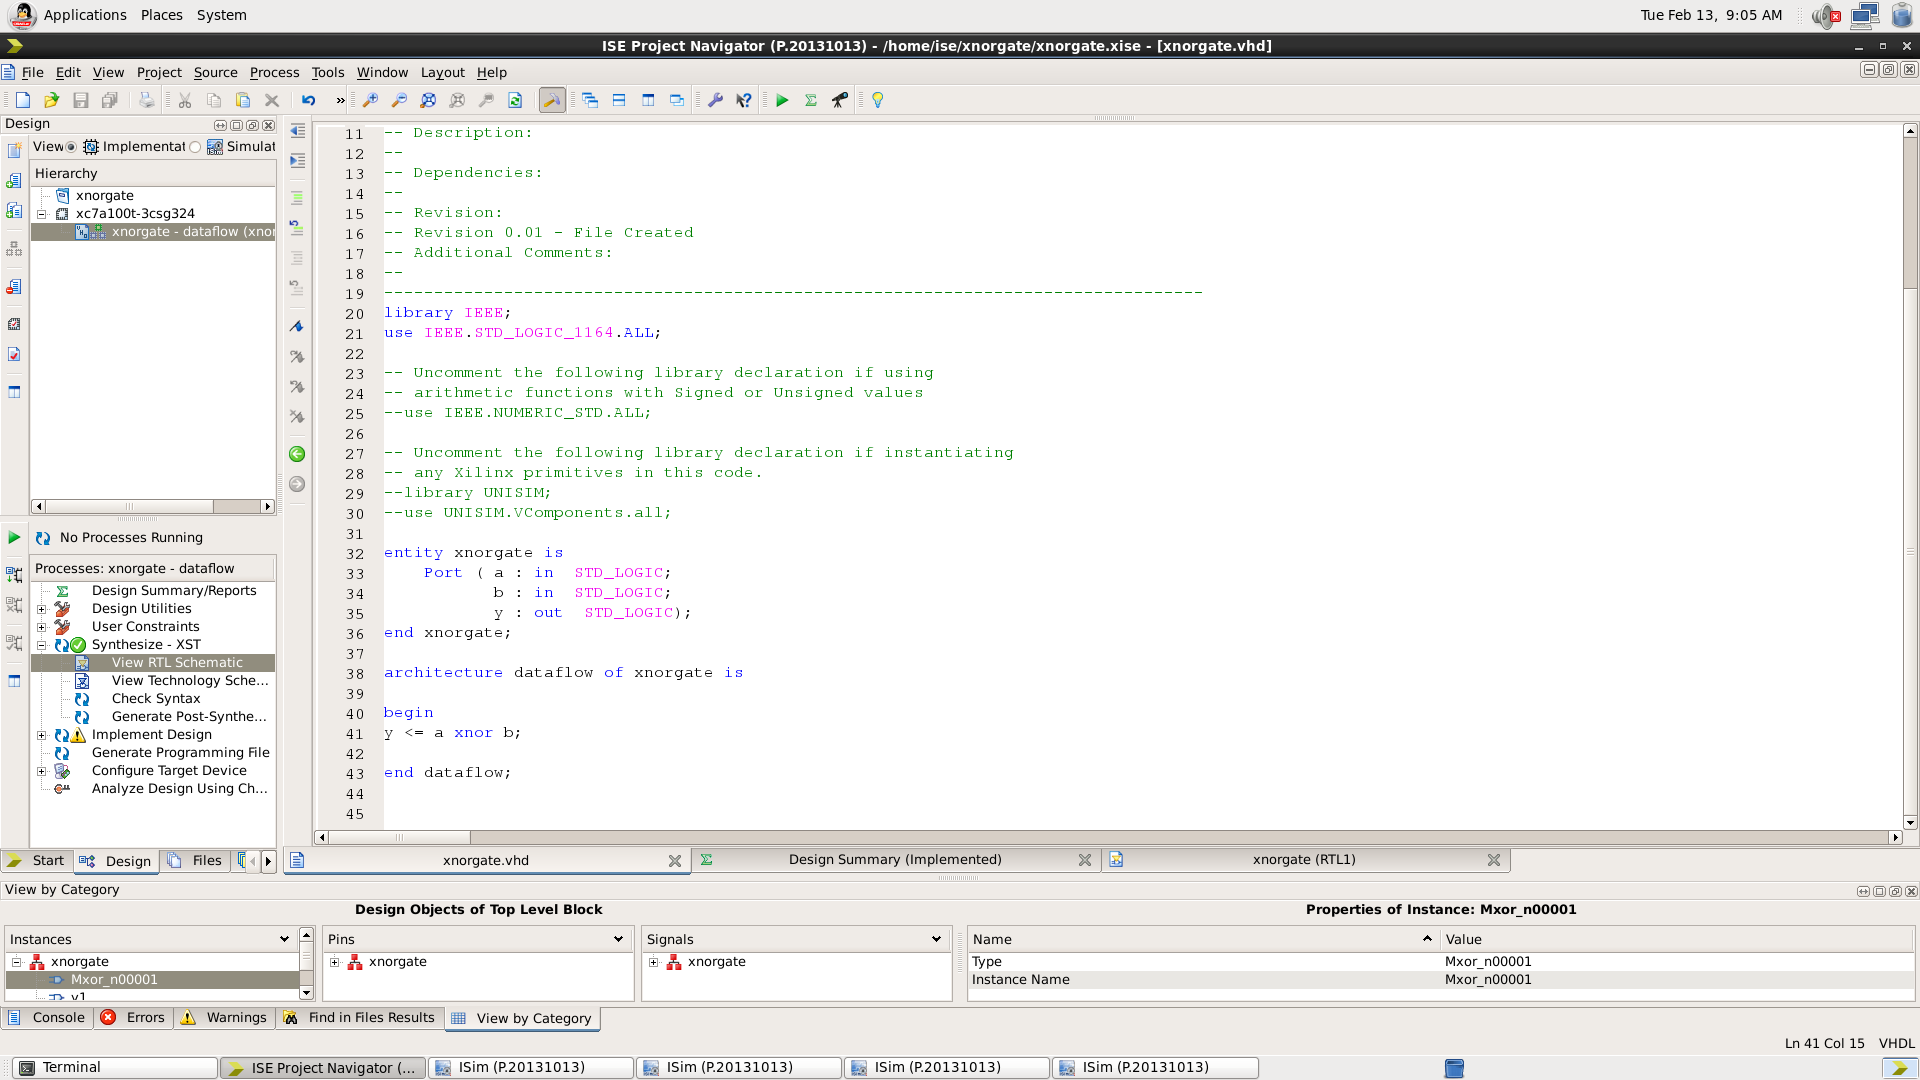 Applications Places System Tue Feb 13, 9:05 AM
ISE Project Navigator (P.20131013) - /home/ise/xnorgate/xnorgate.xise - [xnorgate.vhd]
File Edit View Project Source Process Tools Window Layout Help
»
Design
View Implementat Simulat
Hierarchy
xnorgate
xc7a100t-3csg324
xnorgate - dataflow (xnor
No Processes Running
Processes: xnorgate - dataflow
Design Summary/Reports
Design Utilities
User Constraints
Synthesize - XST
View RTL Schematic
View Technology Sche...
Check Syntax
Generate Post-Synthe...
Implement Design
Generate Programming File
Configure Target Device
Analyze Design Using Ch...
Start Design Files
11 -- Description:
12 --
13 -- Dependencies:
14 --
15 -- Revision:
16 -- Revision 0.01 - File Created
17 -- Additional Comments:
18 --
19 ----------------------------------------------------------------------------------
20 library IEEE;
21 use IEEE.STD_LOGIC_1164.ALL;
22
23 -- Uncomment the following library declaration if using
24 -- arithmetic functions with Signed or Unsigned values
25 --use IEEE.NUMERIC_STD.ALL;
26
27 -- Uncomment the following library declaration if instantiating
28 -- any Xilinx primitives in this code.
29 --library UNISIM;
30 --use UNISIM.VComponents.all;
31
32 entity xnorgate is
33     Port ( a : in  STD_LOGIC;
34            b : in  STD_LOGIC;
35            y : out  STD_LOGIC);
36 end xnorgate;
37
38 architecture dataflow of xnorgate is
39
40 begin
41 y <= a xnor b;
42
43 end dataflow;
44
45
xnorgate.vhd Design Summary (Implemented) xnorgate (RTL1)
View by Category
Design Objects of Top Level Block Properties of Instance: Mxor_n00001
Instances Pins Signals Name Value
xnorgate xnorgate xnorgate Type Mxor_n00001
Mxor_n00001 Instance Name Mxor_n00001
y1
Console Errors Warnings Find in Files Results View by Category
Ln 41 Col 15 VHDL
Terminal ISE Project Navigator (... ISim (P.20131013) ISim (P.20131013) ISim (P.20131013) ISim (P.20131013)